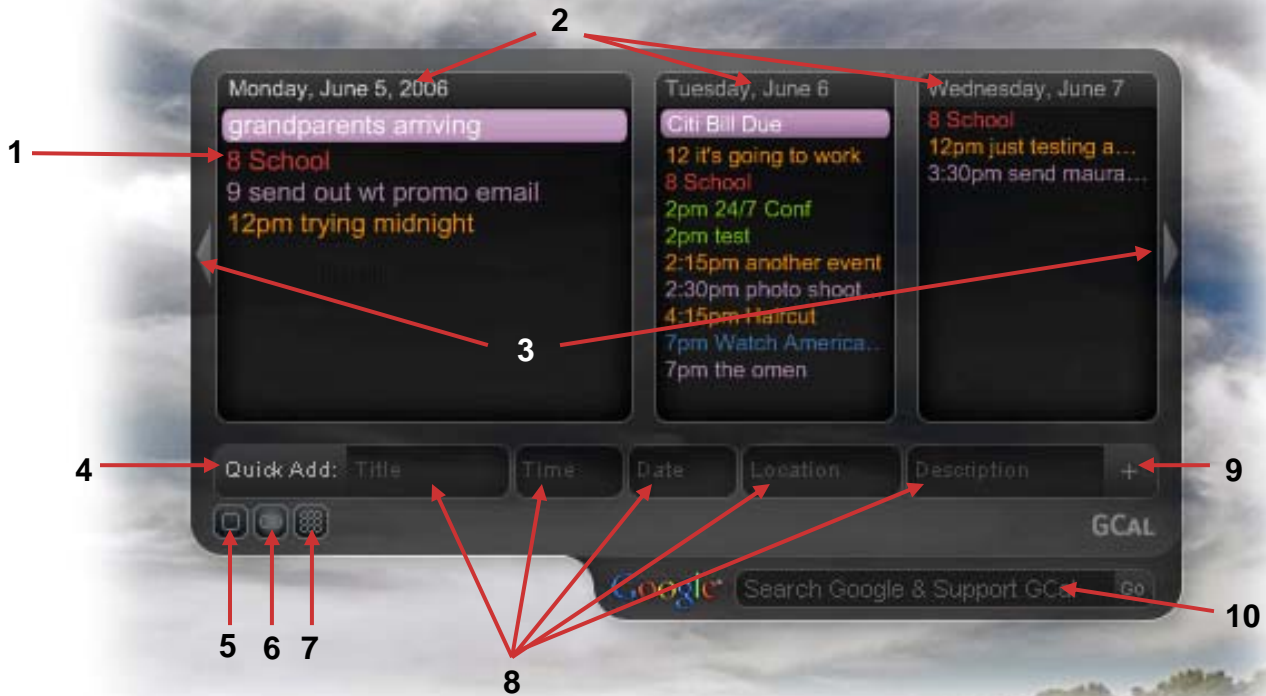 2
Monday, June 5, 2006
grandparents arriving
8 School
9 send out wt promo email
12pm trying midnight
Tuesday, June 6
Citi Bill Due
12 it's going to work
8 School
2pm 24/7 Conf
2pm test
2:15pm another event
2:30pm photo shoot...
4:15pm Haircut
7pm Watch America...
7pm the omen
Wednesday, June 7
8 School
12pm just testing a...
3:30pm send maura...
1
3
4
Quick Add: Title Time Date Location Description +
9
GCAL
Google Search Google & Support GCal Go
10
5 6 7
8